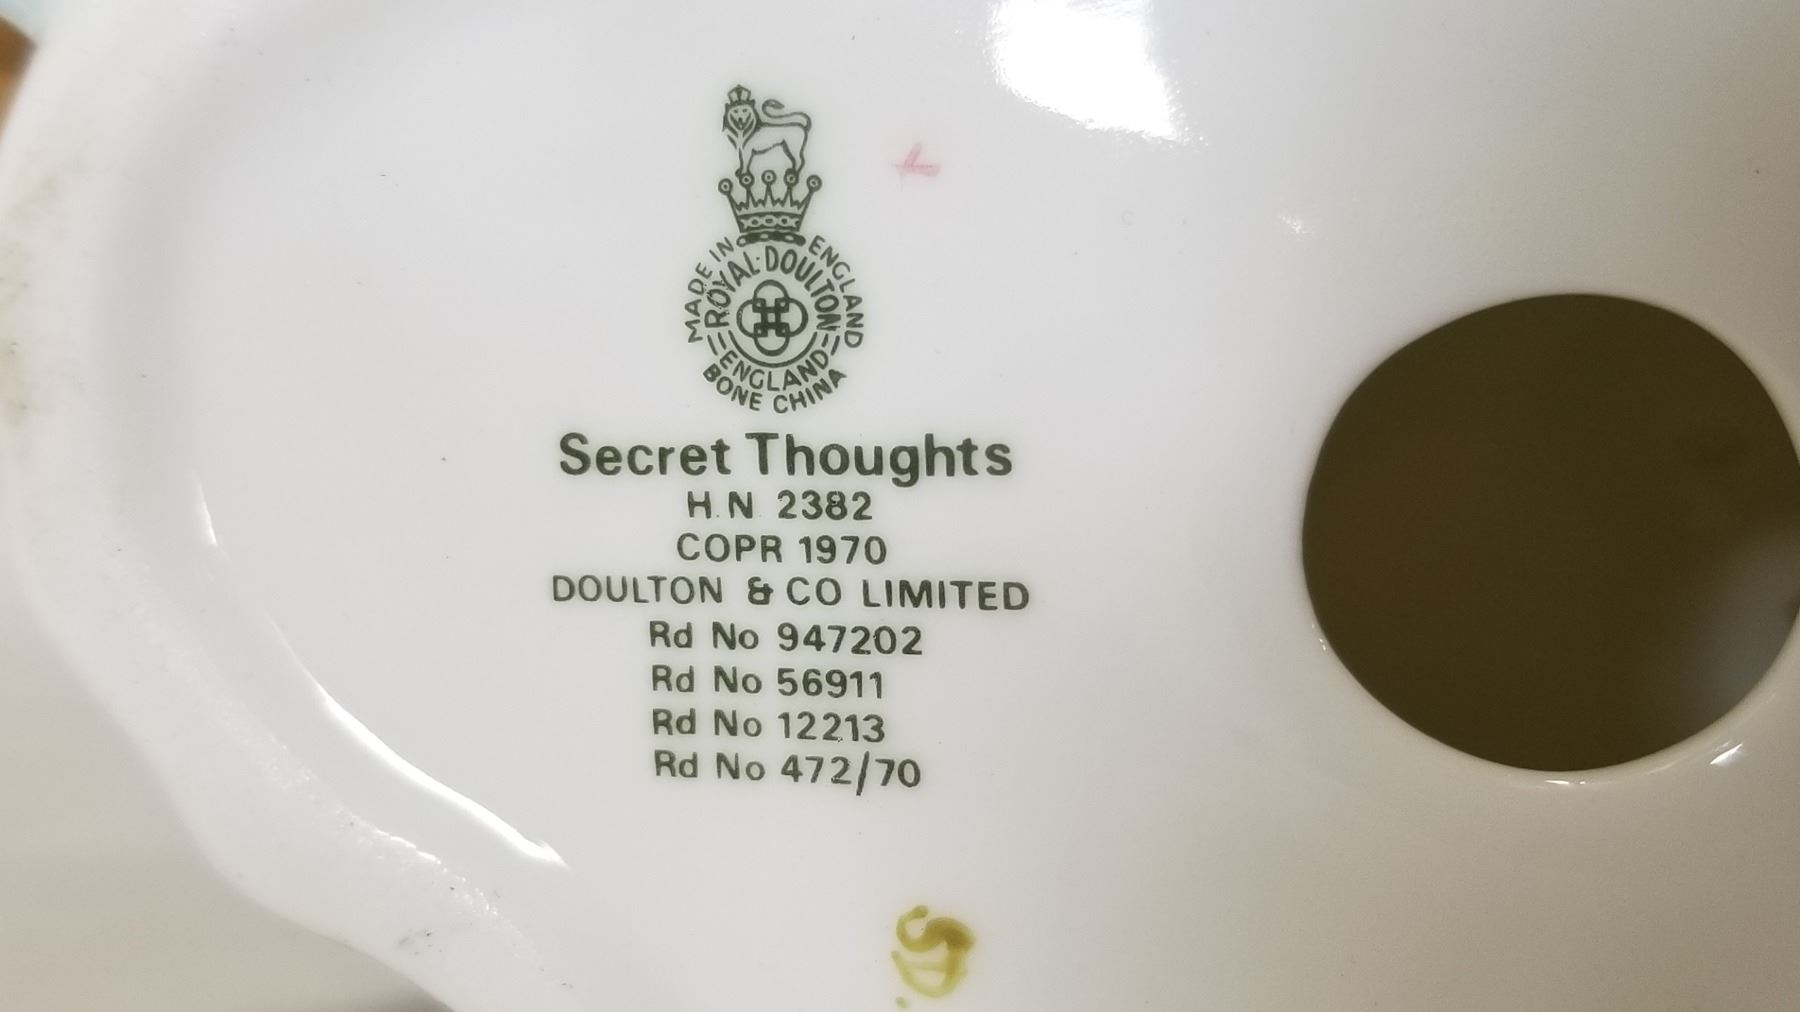 MADE IN ENGLAND
ROYAL·DOULTON
ENGLAND
BONE CHINA
Secret Thoughts
H.N 2382
COPR 1970
DOULTON & CO LIMITED
Rd No 947202
Rd No 56911
Rd No 12213
Rd No 472/70